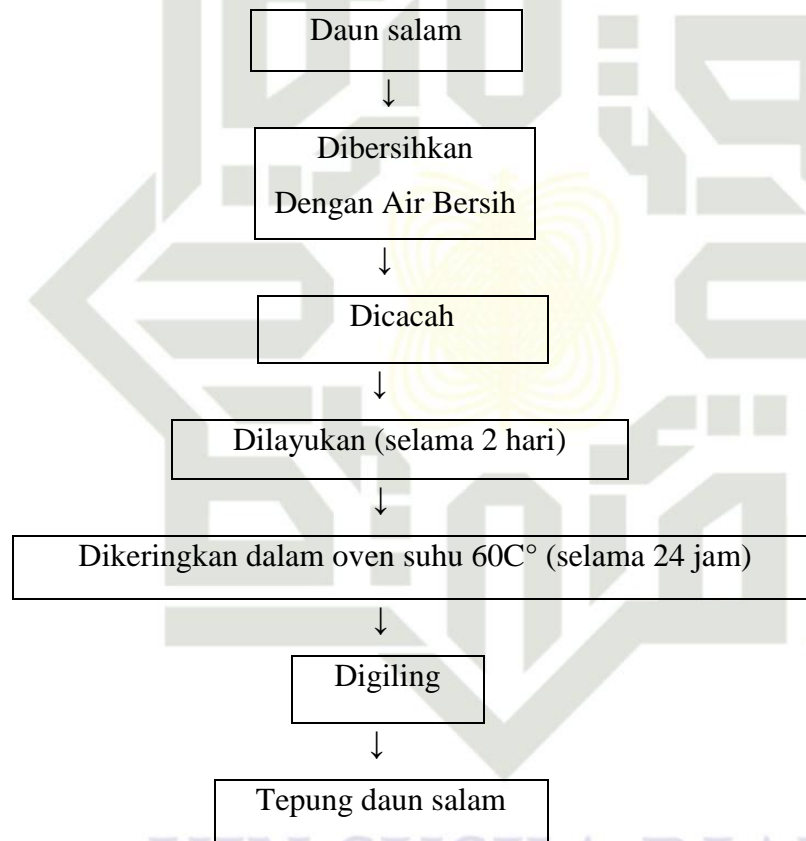 Daun salam
↓
Dibersihkan
Dengan Air Bersih
↓
Dicacah
↓
Dilayukan (selama 2 hari)
↓
Dikeringkan dalam oven suhu 60C° (selama 24 jam)
↓
Digiling
↓
Tepung daun salam